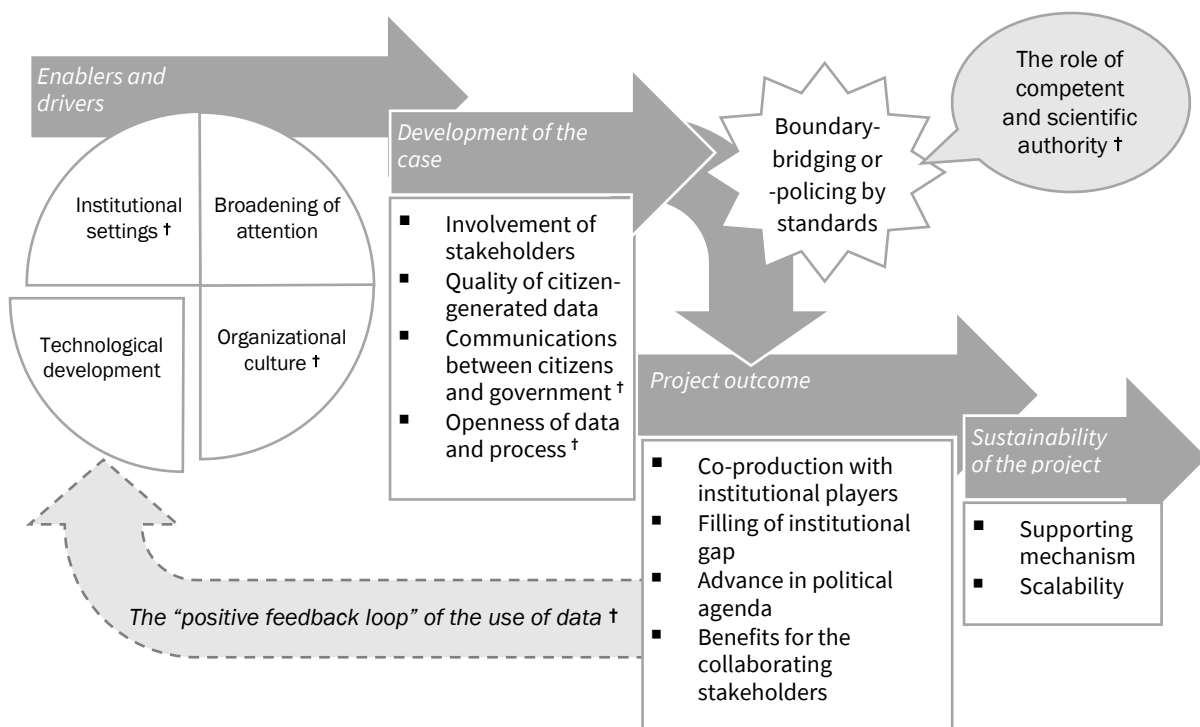 Enablers and
drivers
Institutional
settings †
Broadening of
attention
Technological
development
Organizational
culture †
Development of the
case
▪ Involvement of
stakeholders
▪ Quality of citizen-
generated data
▪ Communications
between citizens
and government †
▪ Openness of data
and process †
Boundary-
bridging or
-policing by
standards
The role of
competent
and scientific
authority †
Project outcome
▪ Co-production with
institutional players
▪ Filling of institutional
gap
▪ Advance in political
agenda
▪ Benefits for the
collaborating
stakeholders
Sustainability
of the project
▪ Supporting
mechanism
▪ Scalability
The “positive feedback loop” of the use of data †